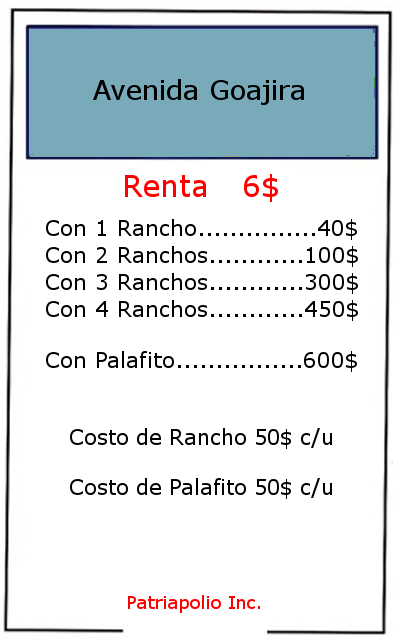 Avenida Goajira
Renta 6$
Con 1 Rancho...............40$
Con 2 Ranchos............100$
Con 3 Ranchos............300$
Con 4 Ranchos............450$
Con Palafito................600$
Costo de Rancho 50$ c/u
Costo de Palafito 50$ c/u
Patriapolio Inc.